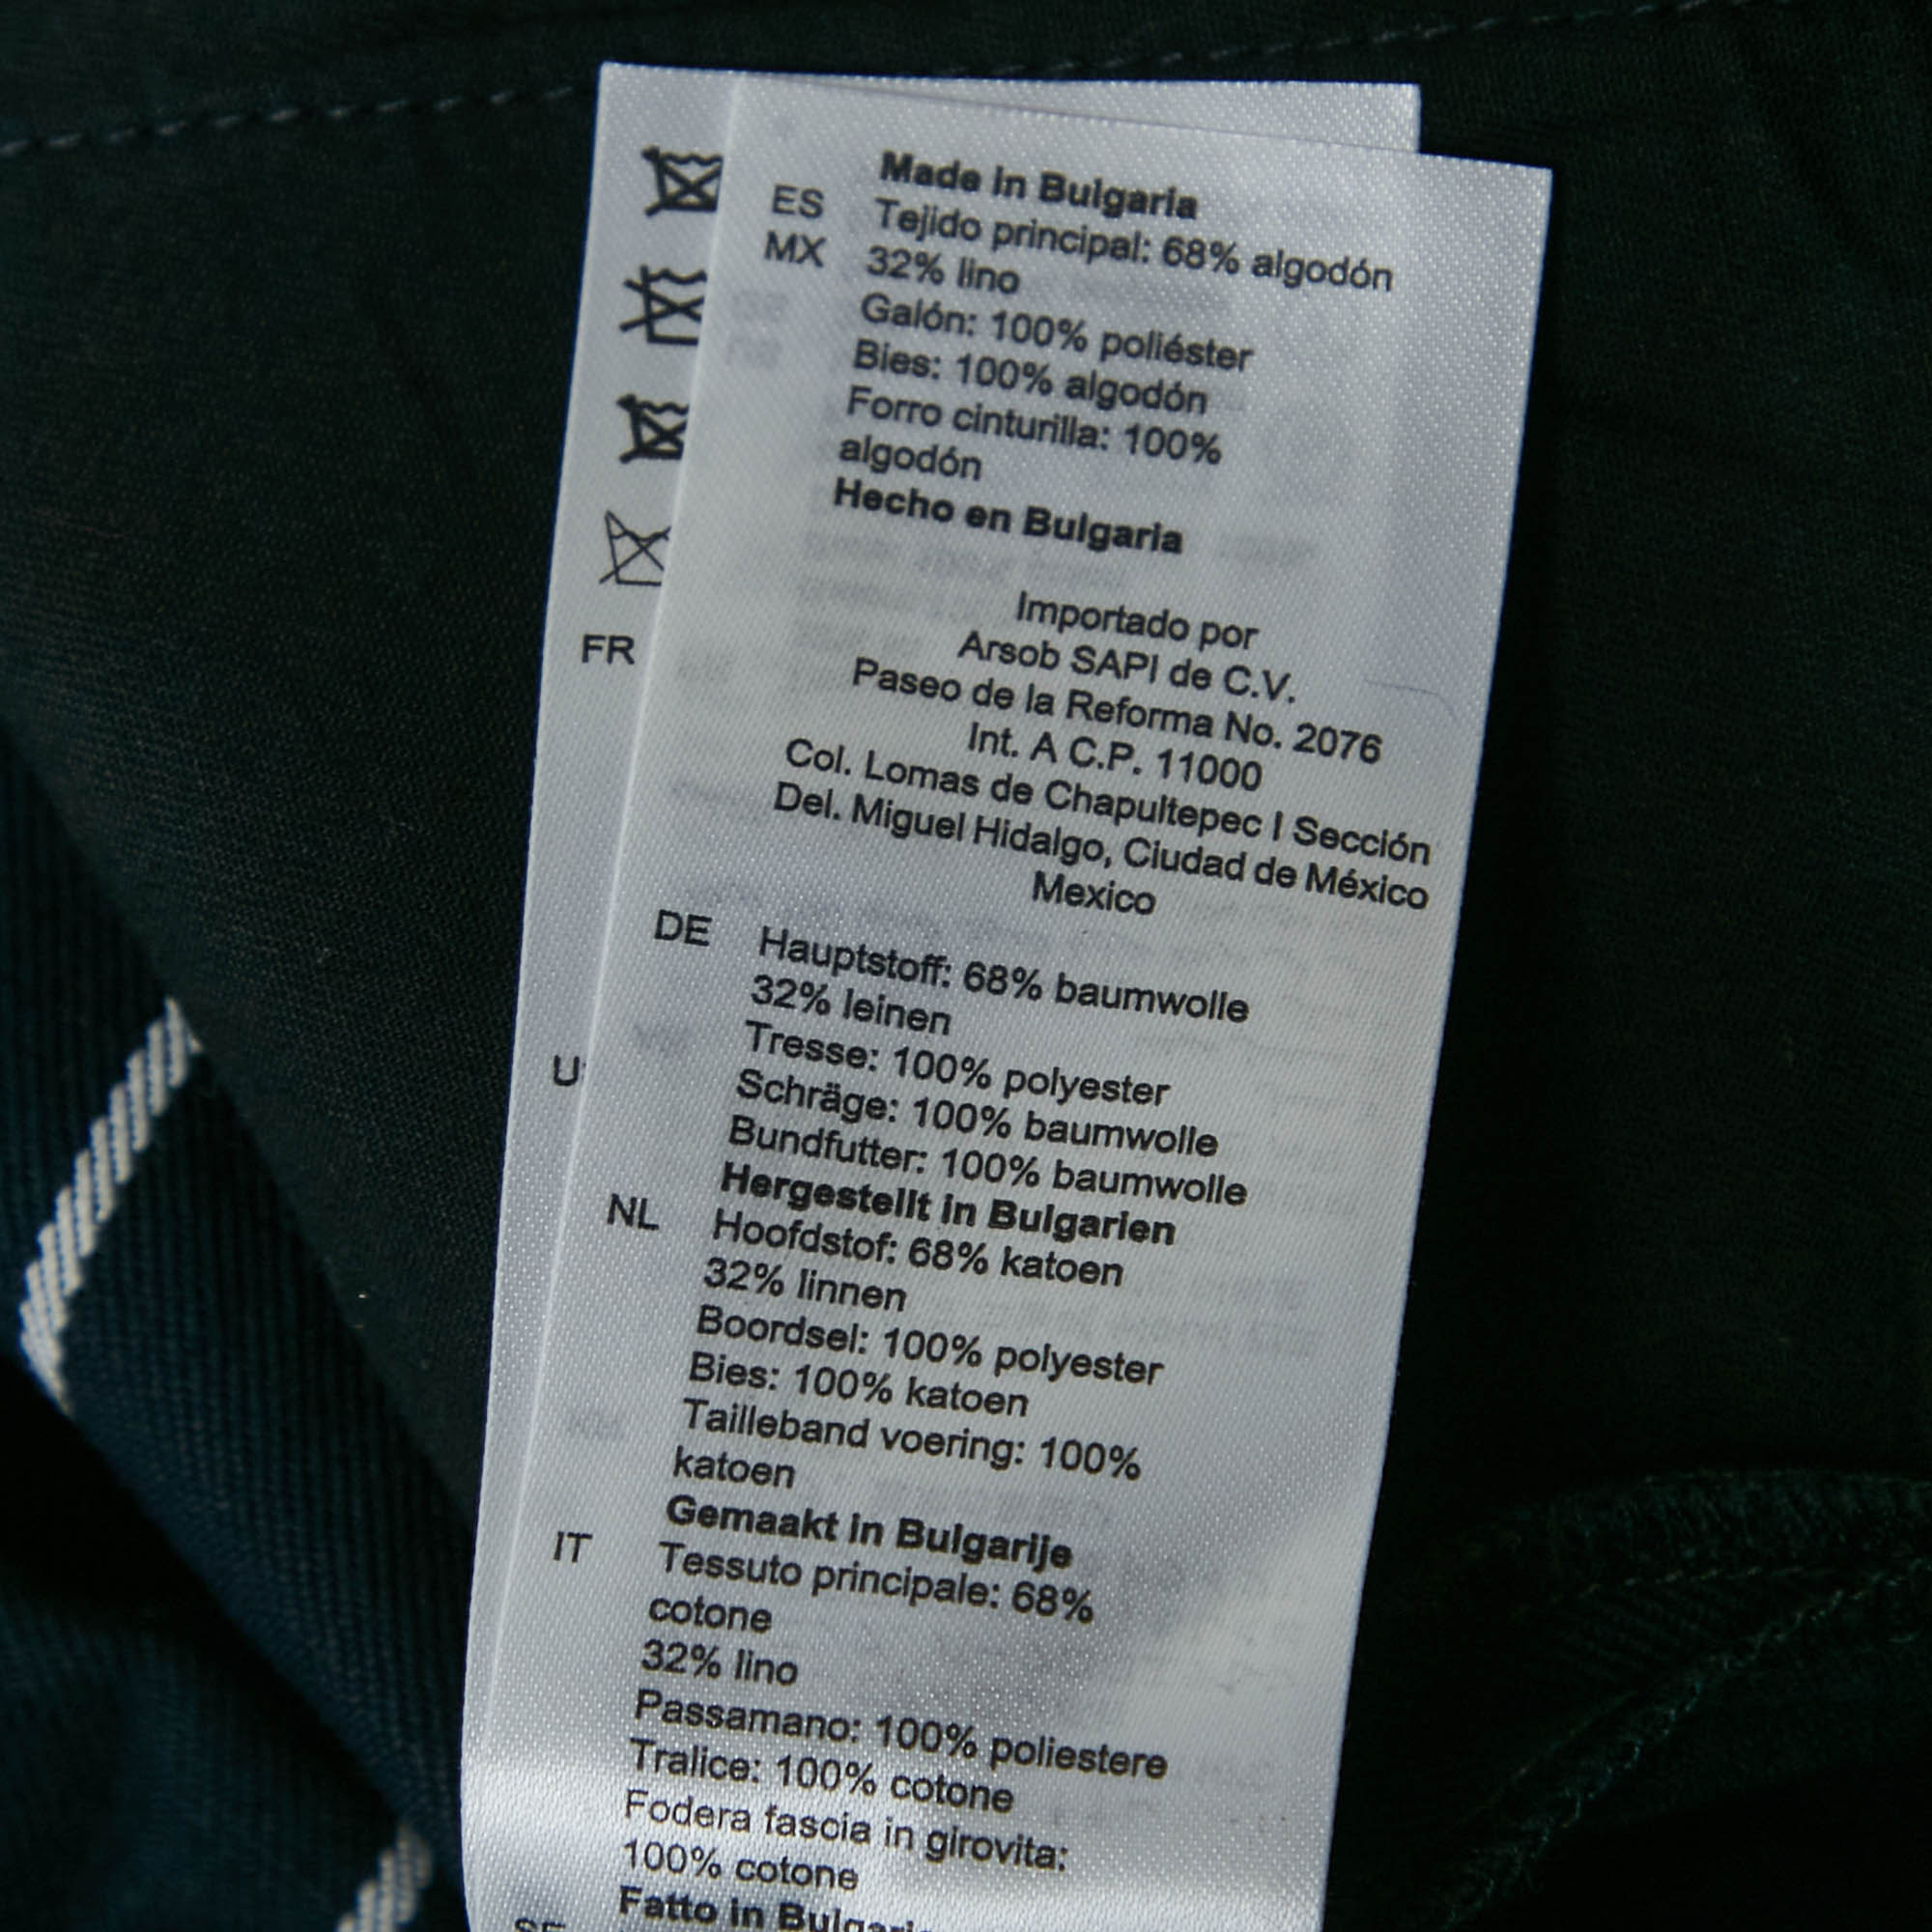 Made in Bulgaria
ES Tejido principal: 68% algodón
MX 32% lino
Galón: 100% poliéster
Bies: 100% algodón
Forro cinturilla: 100%
algodón
Hecho en Bulgaria
Importado por
Arsob SAPI de C.V.
Paseo de la Reforma No. 2076
Int. A C.P. 11000
Col. Lomas de Chapultepec I Sección
Del. Miguel Hidalgo, Ciudad de México
Mexico
DE Hauptstoff: 68% baumwolle
32% leinen
Tresse: 100% polyester
Schräge: 100% baumwolle
Bundfutter: 100% baumwolle
Hergestellt in Bulgarien
NL Hoofdstof: 68% katoen
32% linnen
Boordsel: 100% polyester
Bies: 100% katoen
Tailleband voering: 100%
katoen
Gemaakt in Bulgarije
IT Tessuto principale: 68%
cotone
32% lino
Passamano: 100% poliestere
Tralice: 100% cotone
Fodera fascia in girovita:
100% cotone
Fatto in
FR